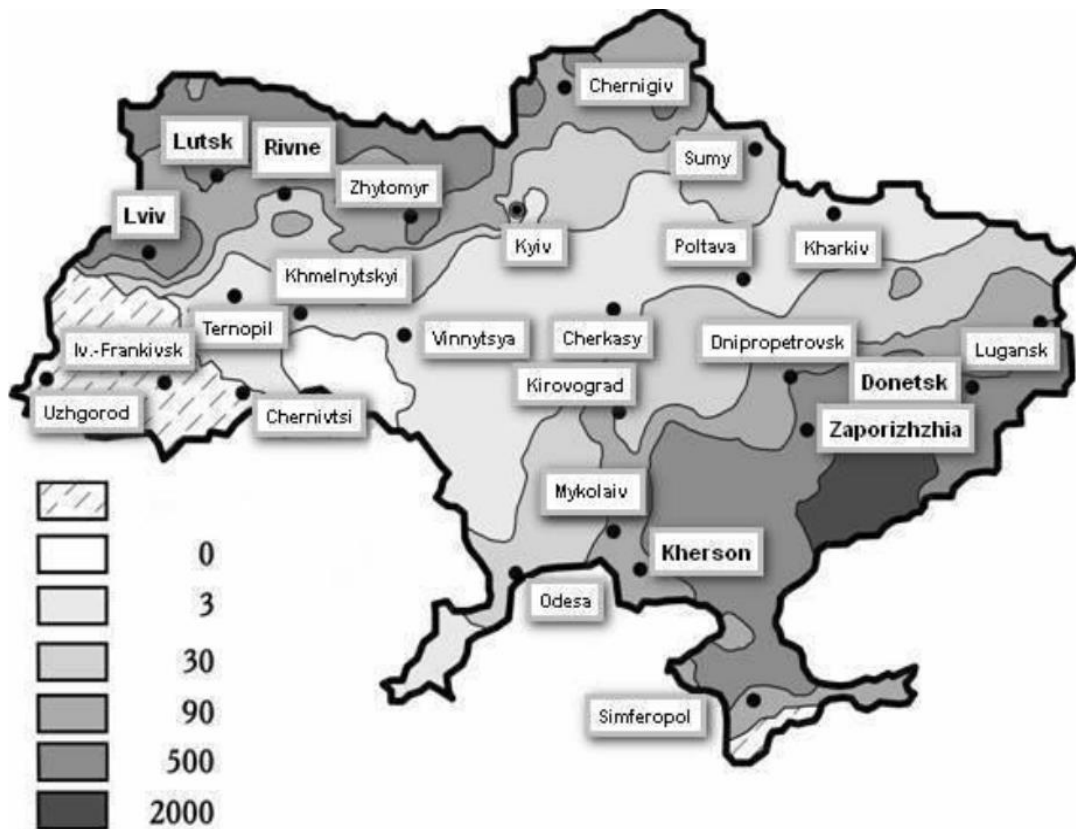 Chernigiv
Lutsk
Rivne
Sumy
Zhytomyr
Lviv
Kyiv
Poltava
Kharkiv
Khmelnytskyi
Ternopil
Vinnytsya
Cherkasy
Dnipropetrovsk
Lugansk
Iv.-Frankivsk
Kirovograd
Donetsk
Uzhgorod
Chernivtsi
Zaporizhzhia
Mykolaiv
Kherson
Odesa
Simferopol
0
3
30
90
500
2000